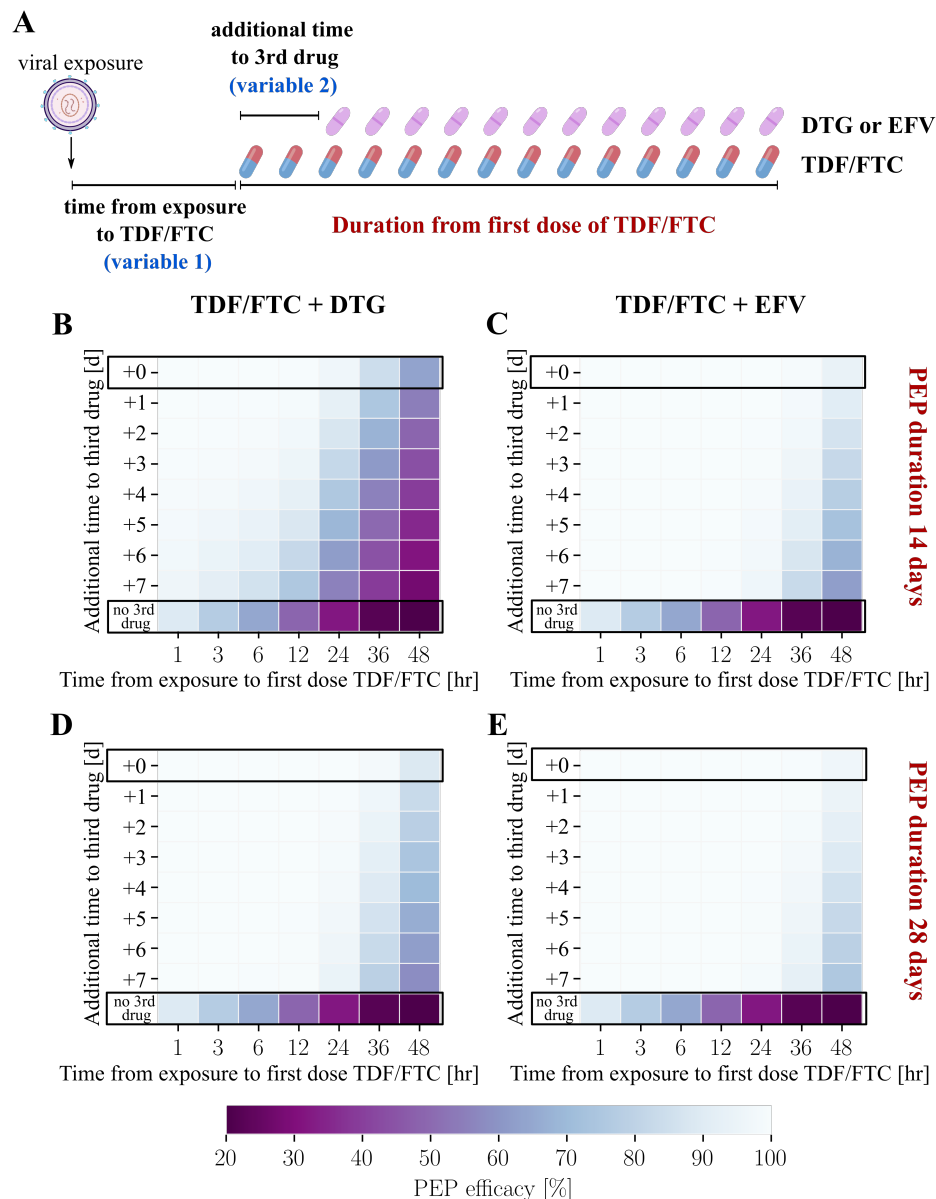 A
viral exposure
additional time
to 3rd drug
(variable 2)
DTG or EFV
TDF/FTC
time from exposure
to TDF/FTC
(variable 1)
Duration from first dose of TDF/FTC
TDF/FTC + DTG
TDF/FTC + EFV
B
Additional time to third drug [d]
+0
+1
+2
+3
+4
+5
+6
+7
no 3rd
drug
1 3 6 12 24 36 48
Time from exposure to first dose TDF/FTC [hr]
C
Additional time to third drug [d]
+0
+1
+2
+3
+4
+5
+6
+7
no 3rd
drug
1 3 6 12 24 36 48
Time from exposure to first dose TDF/FTC [hr]
PEP duration 14 days
D
Additional time to third drug [d]
+0
+1
+2
+3
+4
+5
+6
+7
no 3rd
drug
1 3 6 12 24 36 48
Time from exposure to first dose TDF/FTC [hr]
E
Additional time to third drug [d]
+0
+1
+2
+3
+4
+5
+6
+7
no 3rd
drug
1 3 6 12 24 36 48
Time from exposure to first dose TDF/FTC [hr]
PEP duration 28 days
20 30 40 50 60 70 80 90 100
PEP efficacy [%]